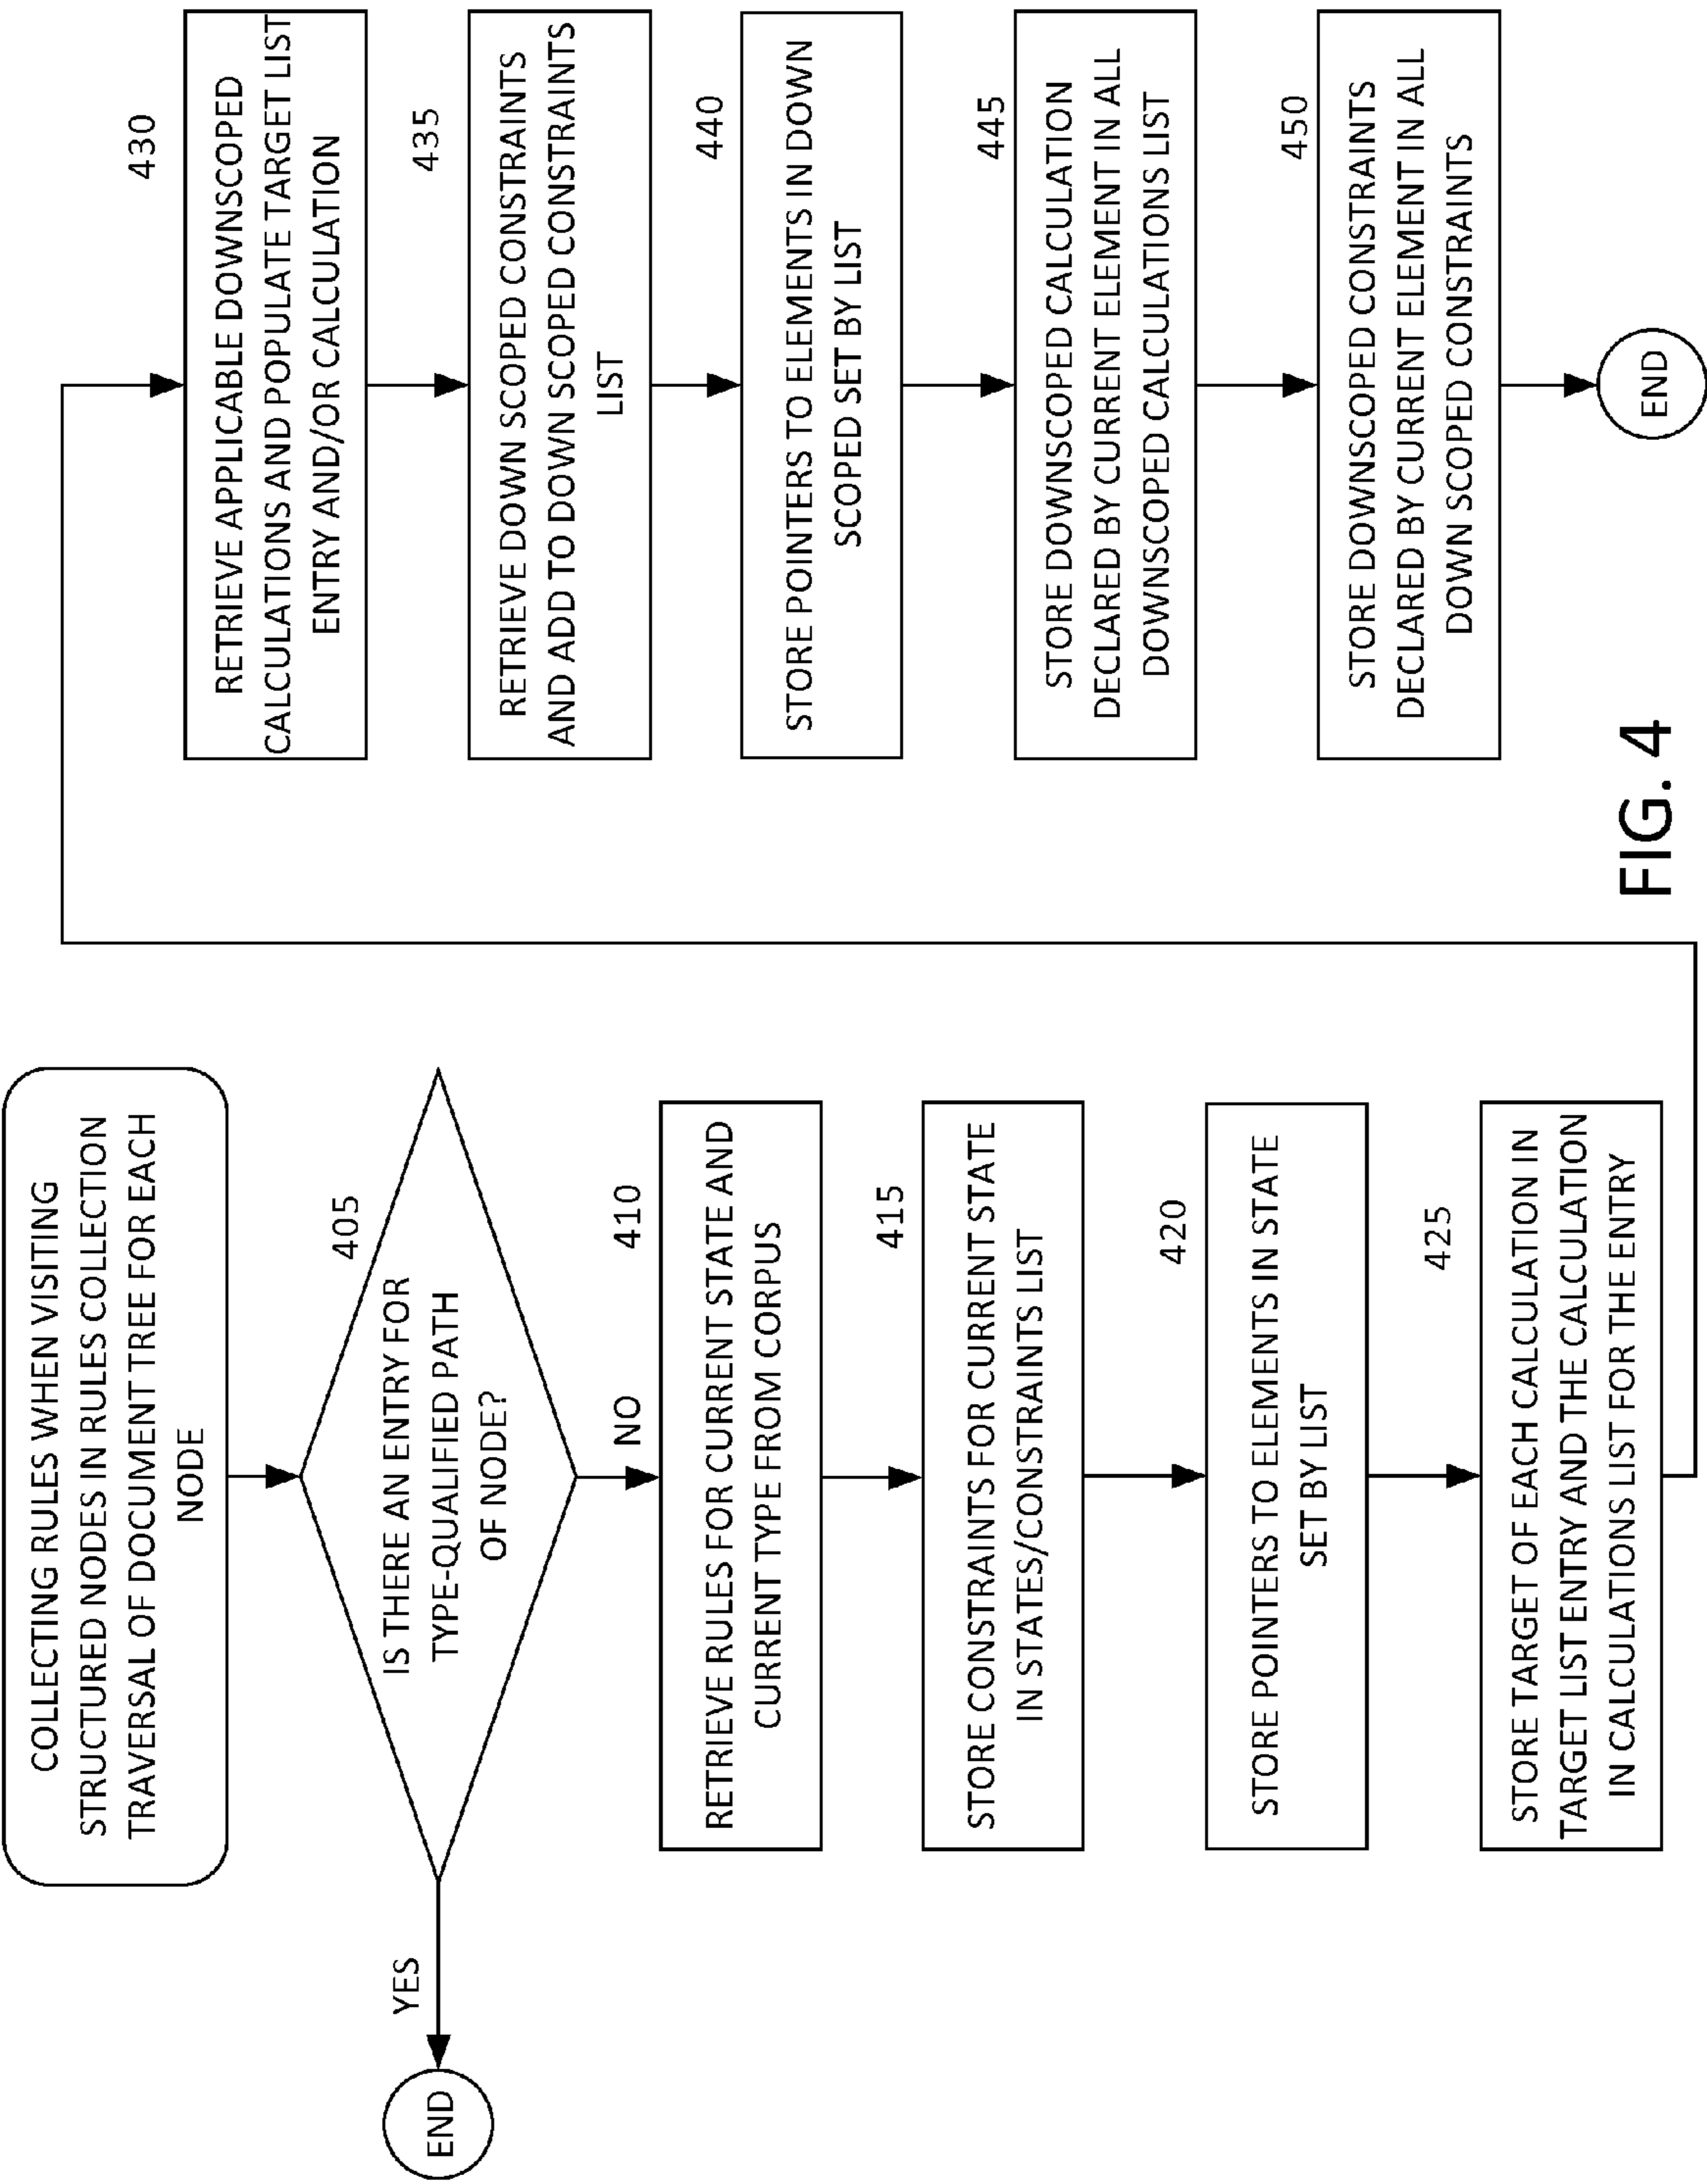 COLLECTING RULES WHEN VISITING
STRUCTURED NODES IN RULES COLLECTION
TRAVERSAL OF DOCUMENT TREE FOR EACH
NODE
405
IS THERE AN ENTRY FOR
TYPE-QUALIFIED PATH
OF NODE?
YES
END
NO
410
RETRIEVE RULES FOR CURRENT STATE AND
CURRENT TYPE FROM CORPUS
415
STORE CONSTRAINTS FOR CURRENT STATE
IN STATES/CONSTRAINTS LIST
420
STORE POINTERS TO ELEMENTS IN STATE
SET BY LIST
425
STORE TARGET OF EACH CALCULATION IN
TARGET LIST ENTRY AND THE CALCULATION
IN CALCULATIONS LIST FOR THE ENTRY
430
RETRIEVE APPLICABLE DOWNSCOPED
CALCULATIONS AND POPULATE TARGET LIST
ENTRY AND/OR CALCULATION
435
RETRIEVE DOWN SCOPED CONSTRAINTS
AND ADD TO DOWN SCOPED CONSTRAINTS
LIST
440
STORE POINTERS TO ELEMENTS IN DOWN
SCOPED SET BY LIST
445
STORE DOWNSCOPED CALCULATION
DECLARED BY CURRENT ELEMENT IN ALL
DOWNSCOPED CALCULATIONS LIST
450
STORE DOWNSCOPED CONSTRAINTS
DECLARED BY CURRENT ELEMENT IN ALL
DOWN SCOPED CONSTRAINTS
END
FIG. 4